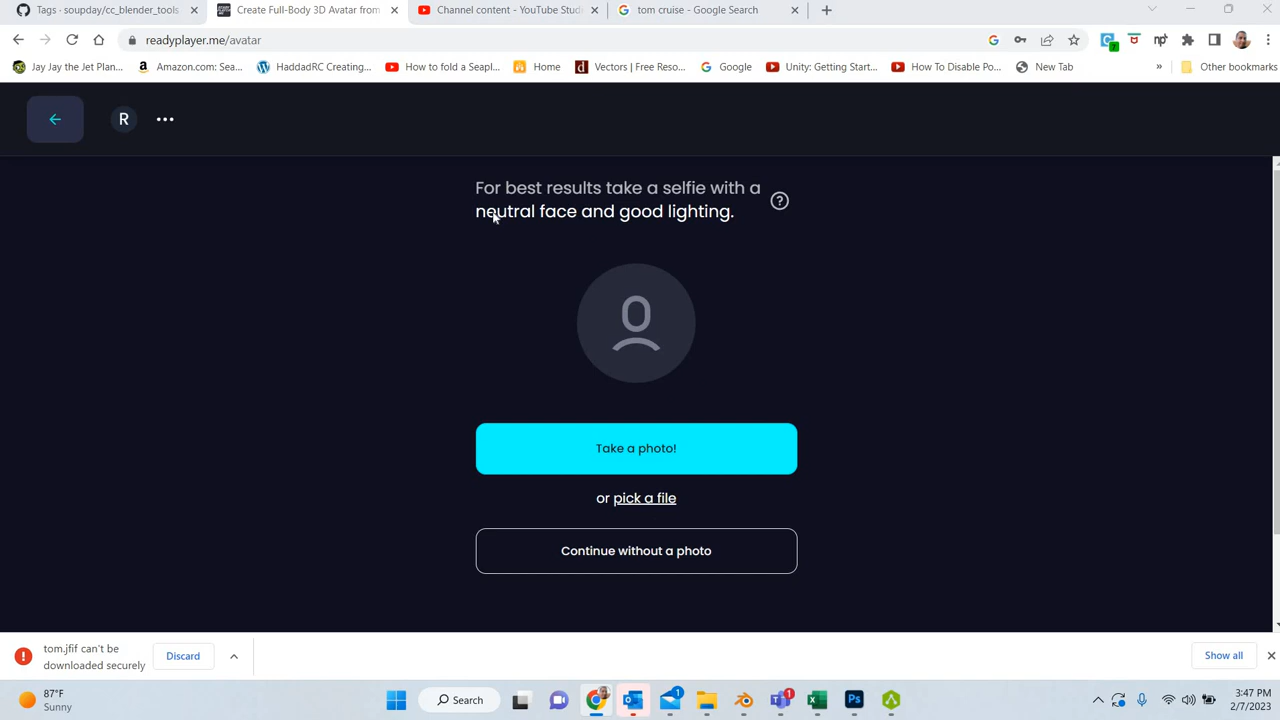 Tags - soupday/cc_blender_tools
Create Full-Body 3D Avatar from
Channel content - YouTube Stud
tom cruise - Google Search
readyplayer.me/avatar
7
Jay Jay the Jet Plan...
Amazon.com: Sea...
HaddadRC Creating...
How to fold a Seapl...
Home
Vectors | Free Reso...
Google
Unity: Getting Start...
How To Disable Po...
New Tab
»
Other bookmarks
R
For best results take a selfie with a
neutral face and good lighting.
?
Take a photo!
or pick a file
Continue without a photo
tom.jfif can't be
downloaded securely
Discard
Show all
87°F
Sunny
Search
1
1
3:47 PM
2/7/2023